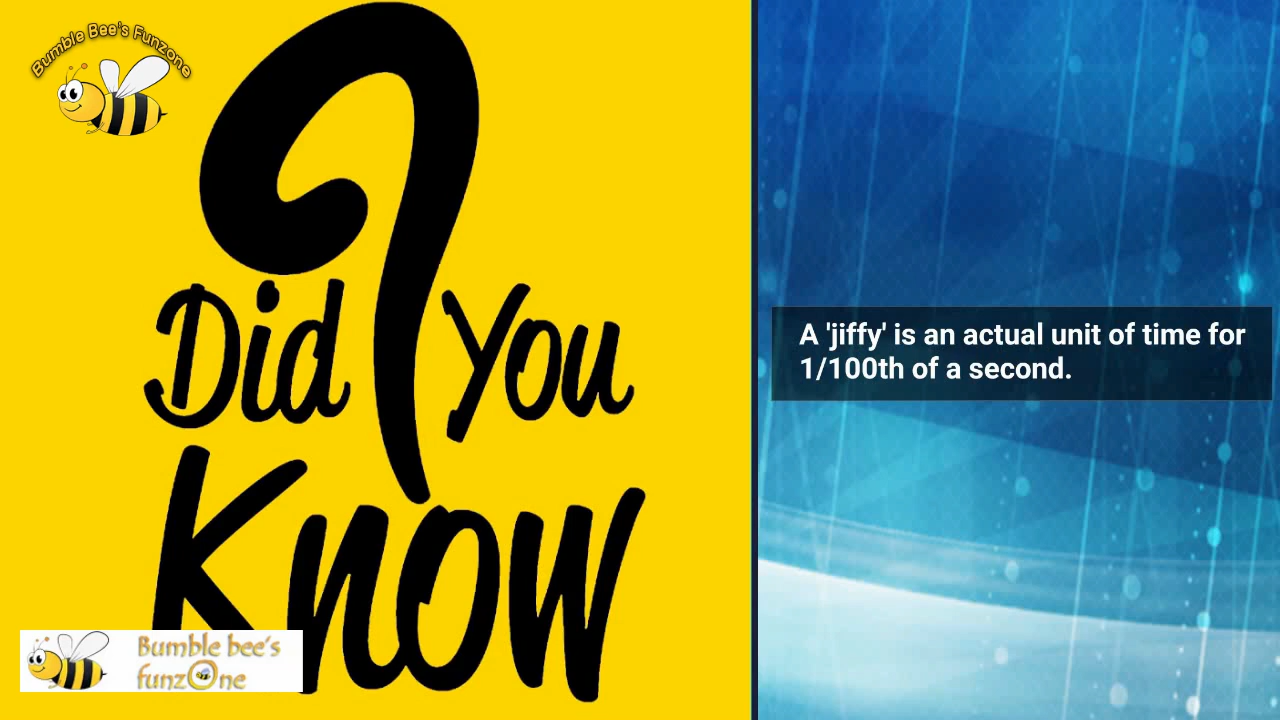 Bumble Bee's Funzone
Did You
Know
A 'jiffy' is an actual unit of time for
1/100th of a second.
Bumble bee's
funzOne